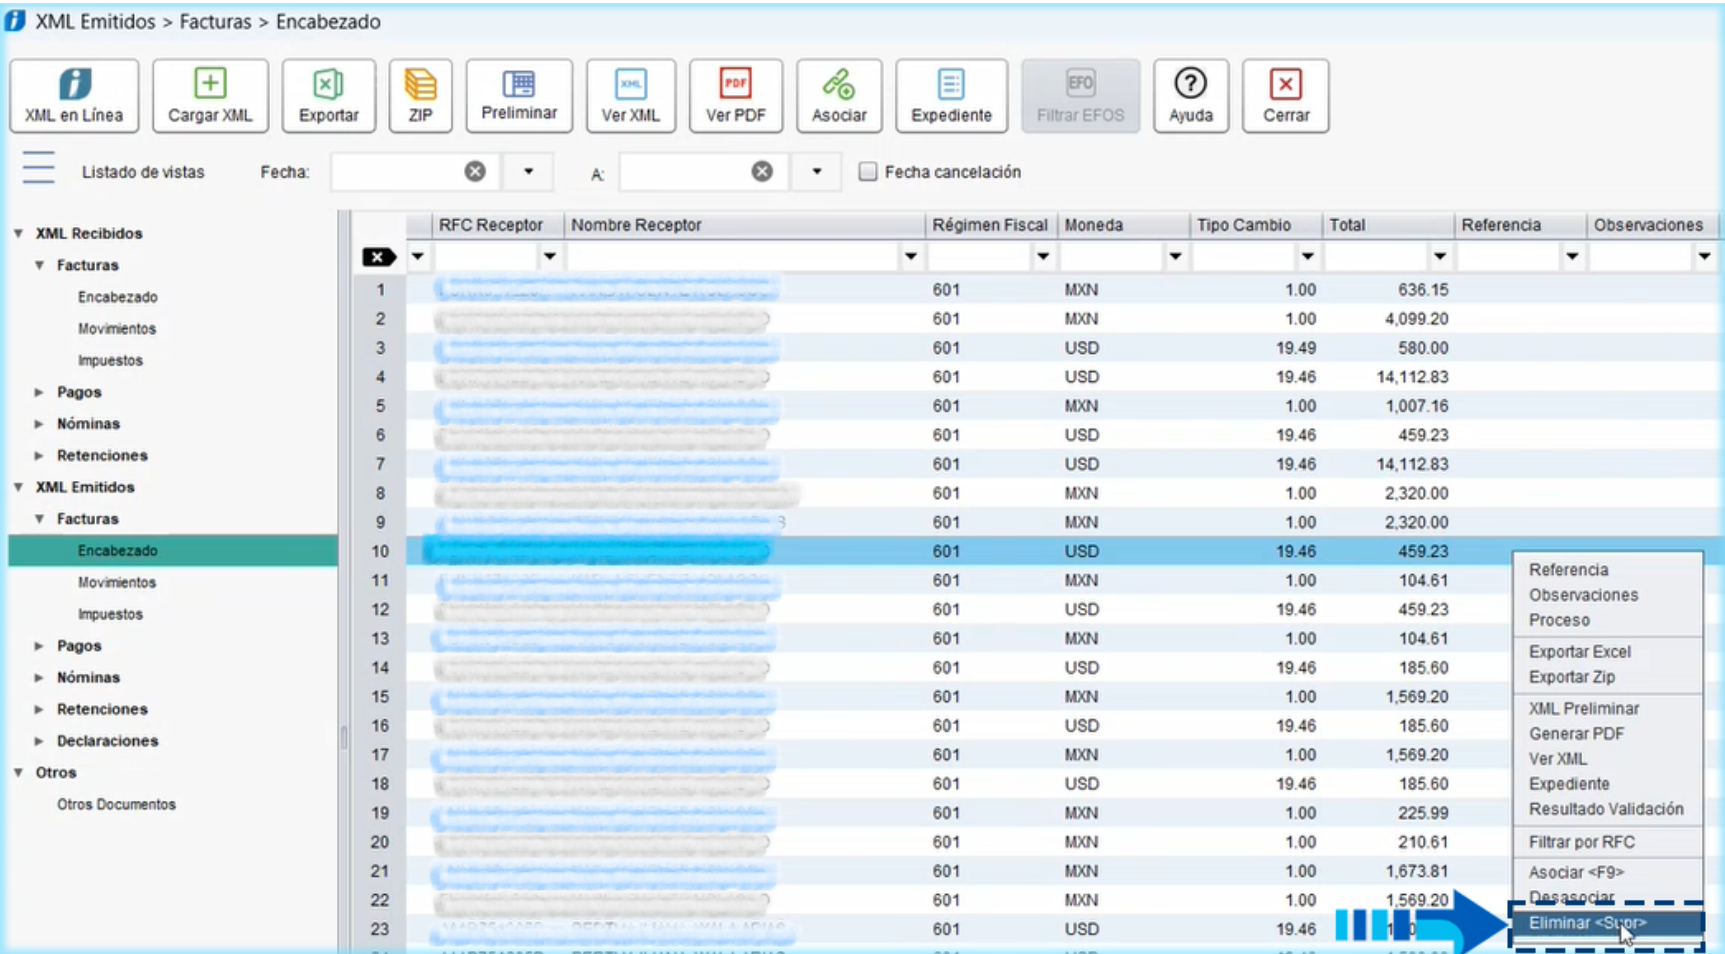 XML Emitidos > Facturas > Encabezado
XML en Línea Cargar XML Exportar ZIP Preliminar XML Ver XML PDF Ver PDF Asociar Expediente EFO Filtrar EFOS Ayuda Cerrar
Listado de vistas Fecha: A: Fecha cancelación
XML Recibidos
Facturas
Encabezado
Movimientos
Impuestos
Pagos
Nóminas
Retenciones
XML Emitidos
Facturas
Encabezado
Movimientos
Impuestos
Pagos
Nóminas
Retenciones
Declaraciones
Otros
Otros Documentos
RFC Receptor Nombre Receptor Régimen Fiscal Moneda Tipo Cambio Total Referencia Observaciones
1 601 MXN 1.00 636.15
2 601 MXN 1.00 4,099.20
3 601 USD 19.49 580.00
4 601 USD 19.46 14,112.83
5 601 MXN 1.00 1,007.16
6 601 USD 19.46 459.23
7 601 USD 19.46 14,112.83
8 601 MXN 1.00 2,320.00
9 601 MXN 1.00 2,320.00
10 601 USD 19.46 459.23
11 601 MXN 1.00 104.61
12 601 USD 19.46 459.23
13 601 MXN 1.00 104.61
14 601 USD 19.46 185.60
15 601 MXN 1.00 1,569.20
16 601 USD 19.46 185.60
17 601 MXN 1.00 1,569.20
18 601 USD 19.46 185.60
19 601 MXN 1.00 225.99
20 601 MXN 1.00 210.61
21 601 MXN 1.00 1,673.81
22 601 MXN 1.00 1,569.20
23 601 USD 19.46
Referencia
Observaciones
Proceso
Exportar Excel
Exportar Zip
XML Preliminar
Generar PDF
Ver XML
Expediente
Resultado Validación
Filtrar por RFC
Asociar <F9>
Desasociar
Eliminar <Supr>